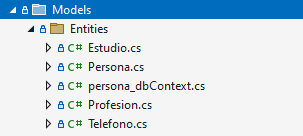 Models
Entities
C# Estudio.cs
C# Persona.cs
C# persona_dbContext.cs
C# Profesion.cs
C# Telefono.cs